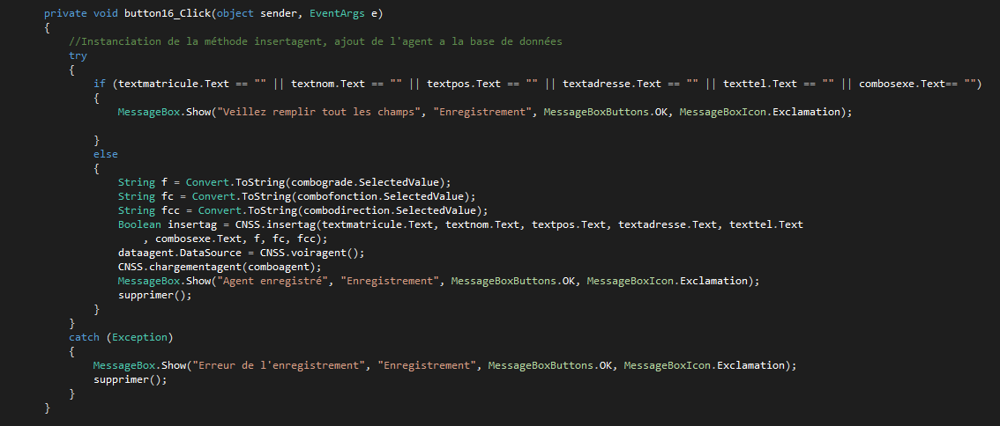 private void button16_Click(object sender, EventArgs e)
{
//Instanciation de la méthode insertagent, ajout de l'agent a la base de données
try
{
if (textmatricule.Text == "" || textnom.Text == "" || textpos.Text == "" || textadresse.Text == "" || texttel.Text == "" || combosexe.Text== "")
{
MessageBox.Show("Veillez remplir tout les champs", "Enregistrement", MessageBoxButtons.OK, MessageBoxIcon.Exclamation);
}
else
{
String f = Convert.ToString(combograde.SelectedValue);
String fc = Convert.ToString(combofonction.SelectedValue);
String fcc = Convert.ToString(combodirection.SelectedValue);
Boolean insertag = CNSS.insertag(textmatricule.Text, textnom.Text, textpos.Text, textadresse.Text, texttel.Text
, combosexe.Text, f, fc, fcc);
dataagent.DataSource = CNSS.voiragent();
CNSS.chargementagent(comboagent);
MessageBox.Show("Agent enregistré", "Enregistrement", MessageBoxButtons.OK, MessageBoxIcon.Exclamation);
supprimer();
}
}
catch (Exception)
{
MessageBox.Show("Erreur de l'enregistrement", "Enregistrement", MessageBoxButtons.OK, MessageBoxIcon.Exclamation);
supprimer();
}
}